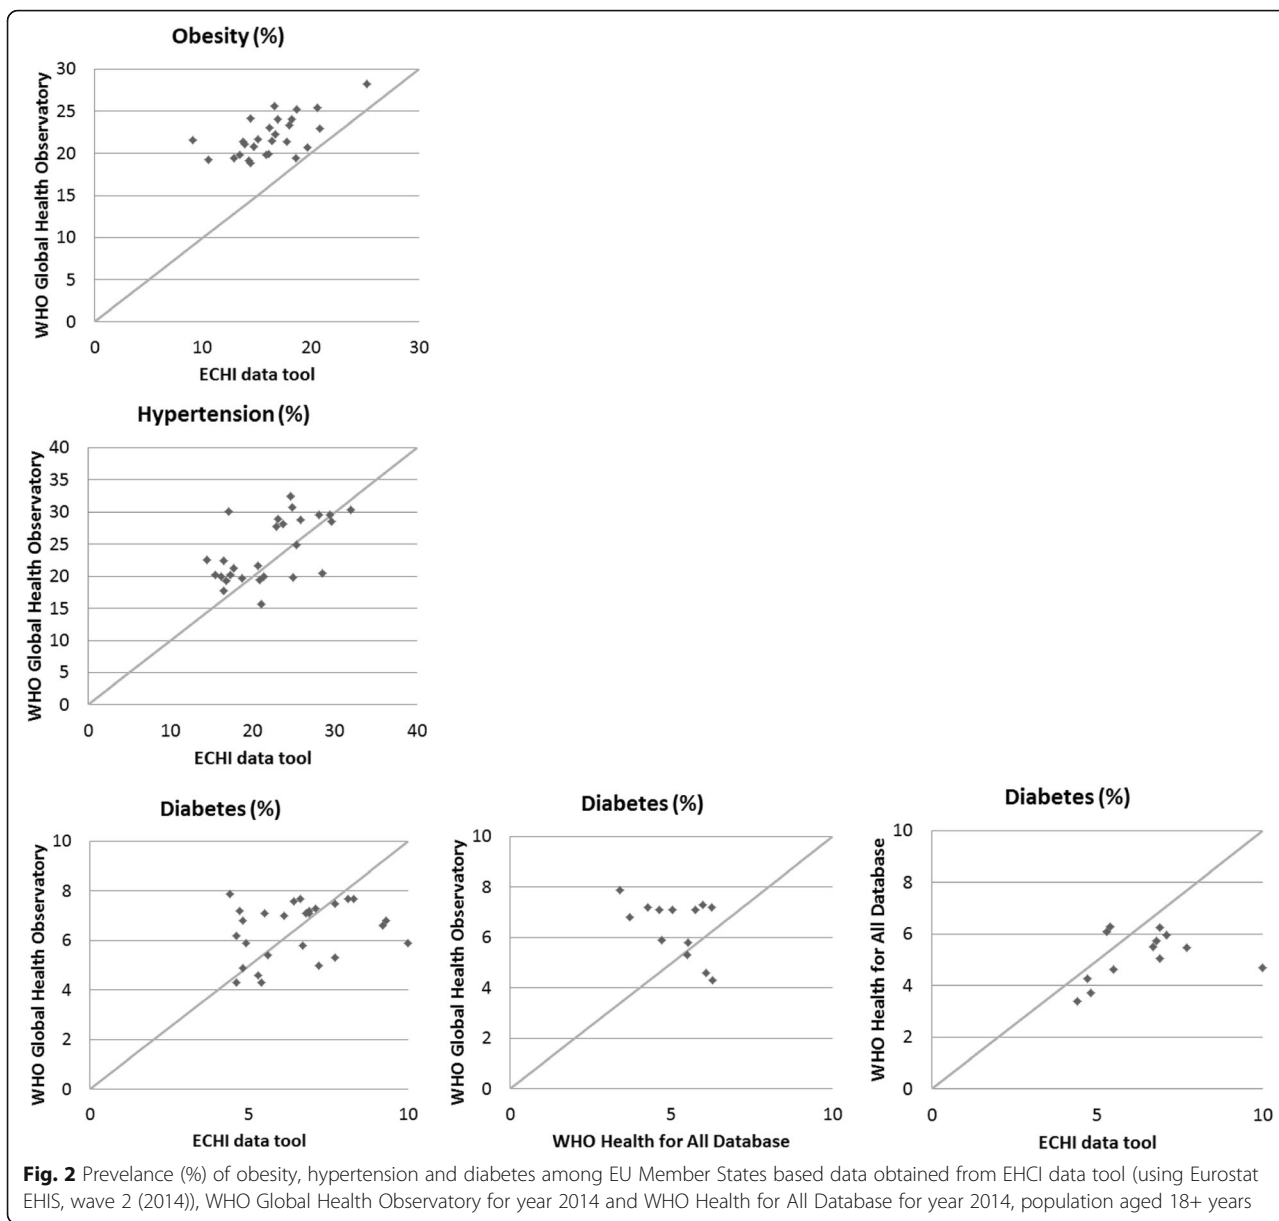 Obesity (%)
WHO Global Health Observatory
30
25
20
15
10
5
0
0 10 20 30
ECHI data tool
Hypertension (%)
WHO Global Health Observatory
40
35
30
25
20
15
10
5
0
0 10 20 30 40
ECHI data tool
Diabetes (%)
WHO Global Health Observatory
10
8
6
4
2
0
0 5 10
ECHI data tool
Diabetes (%)
WHO Global Health Observatory
10
8
6
4
2
0
0 5 10
WHO Health for All Database
Diabetes (%)
WHO Health for All Database
10
8
6
4
2
0
0 5 10
ECHI data tool
Fig. 2 Prevelance (%) of obesity, hypertension and diabetes among EU Member States based data obtained from EHCI data tool (using Eurostat
EHIS, wave 2 (2014)), WHO Global Health Observatory for year 2014 and WHO Health for All Database for year 2014, population aged 18+ years